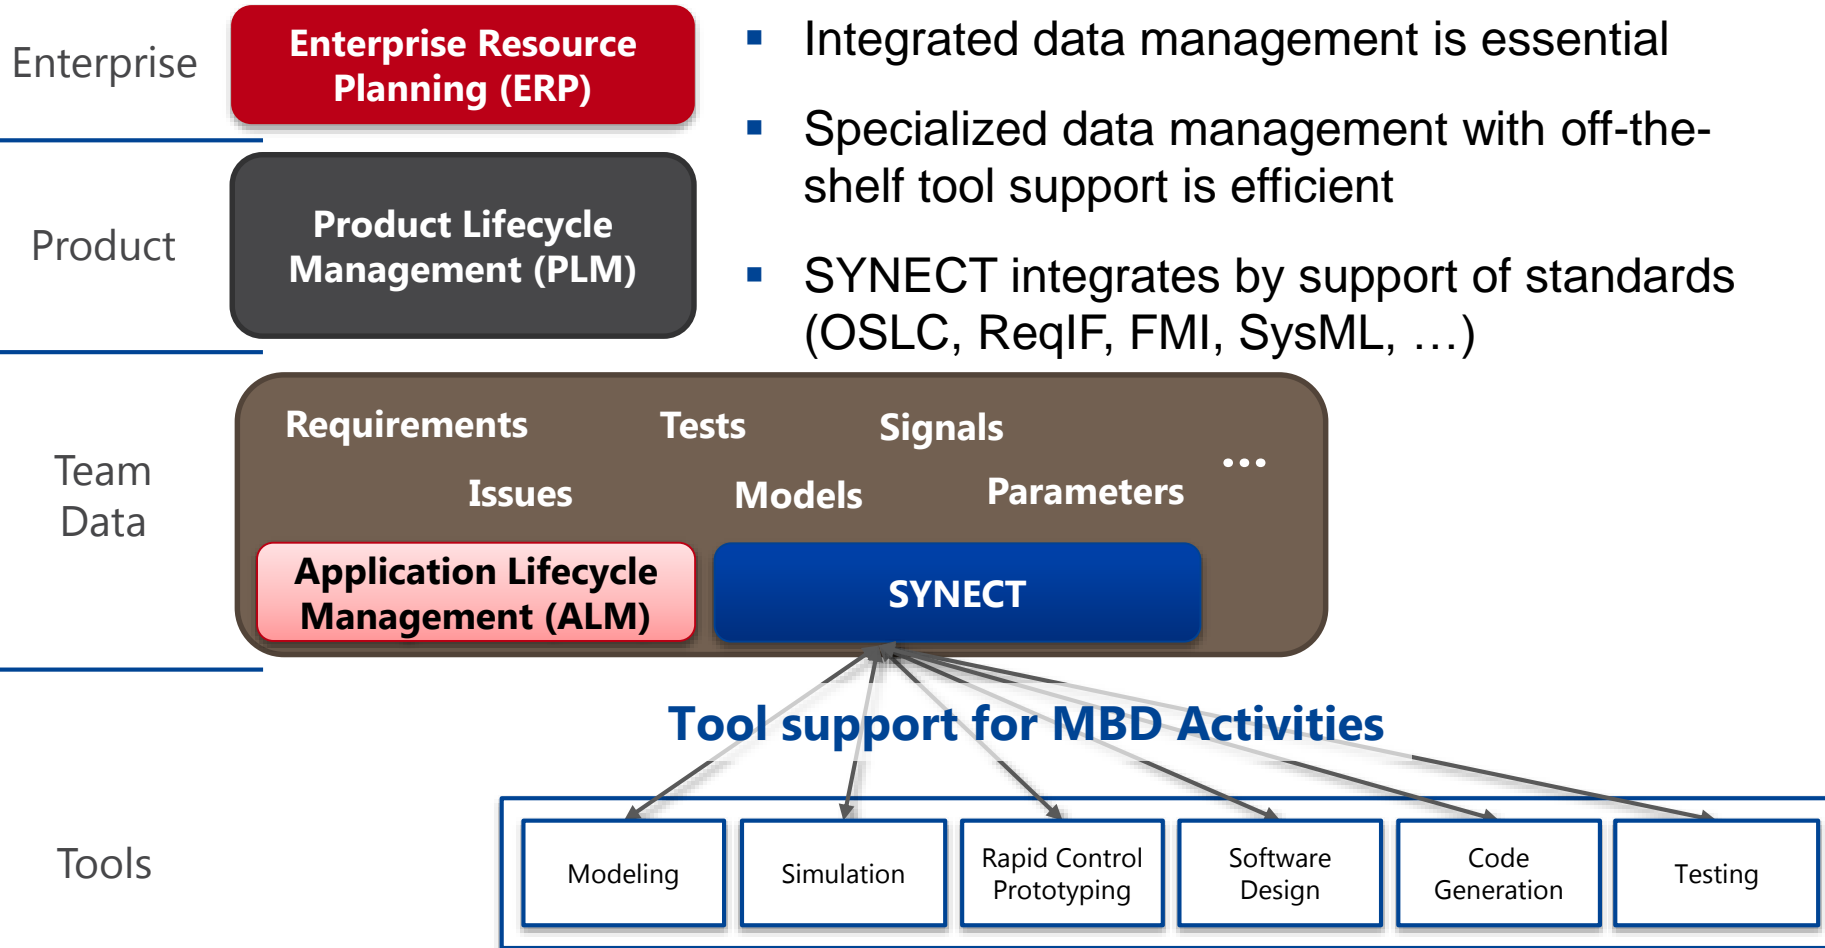 Enterprise
Enterprise Resource
Planning (ERP)
▪ Integrated data management is essential
▪ Specialized data management with off-the-
shelf tool support is efficient
▪ SYNECT integrates by support of standards
(OSLC, ReqIF, FMI, SysML, …)
Product
Product Lifecycle
Management (PLM)
Team
Data
Requirements
Tests
Signals
...
Issues
Models
Parameters
Application Lifecycle
Management (ALM)
SYNECT
Tool support for MBD Activities
Tools
Modeling
Simulation
Rapid Control
Prototyping
Software
Design
Code
Generation
Testing